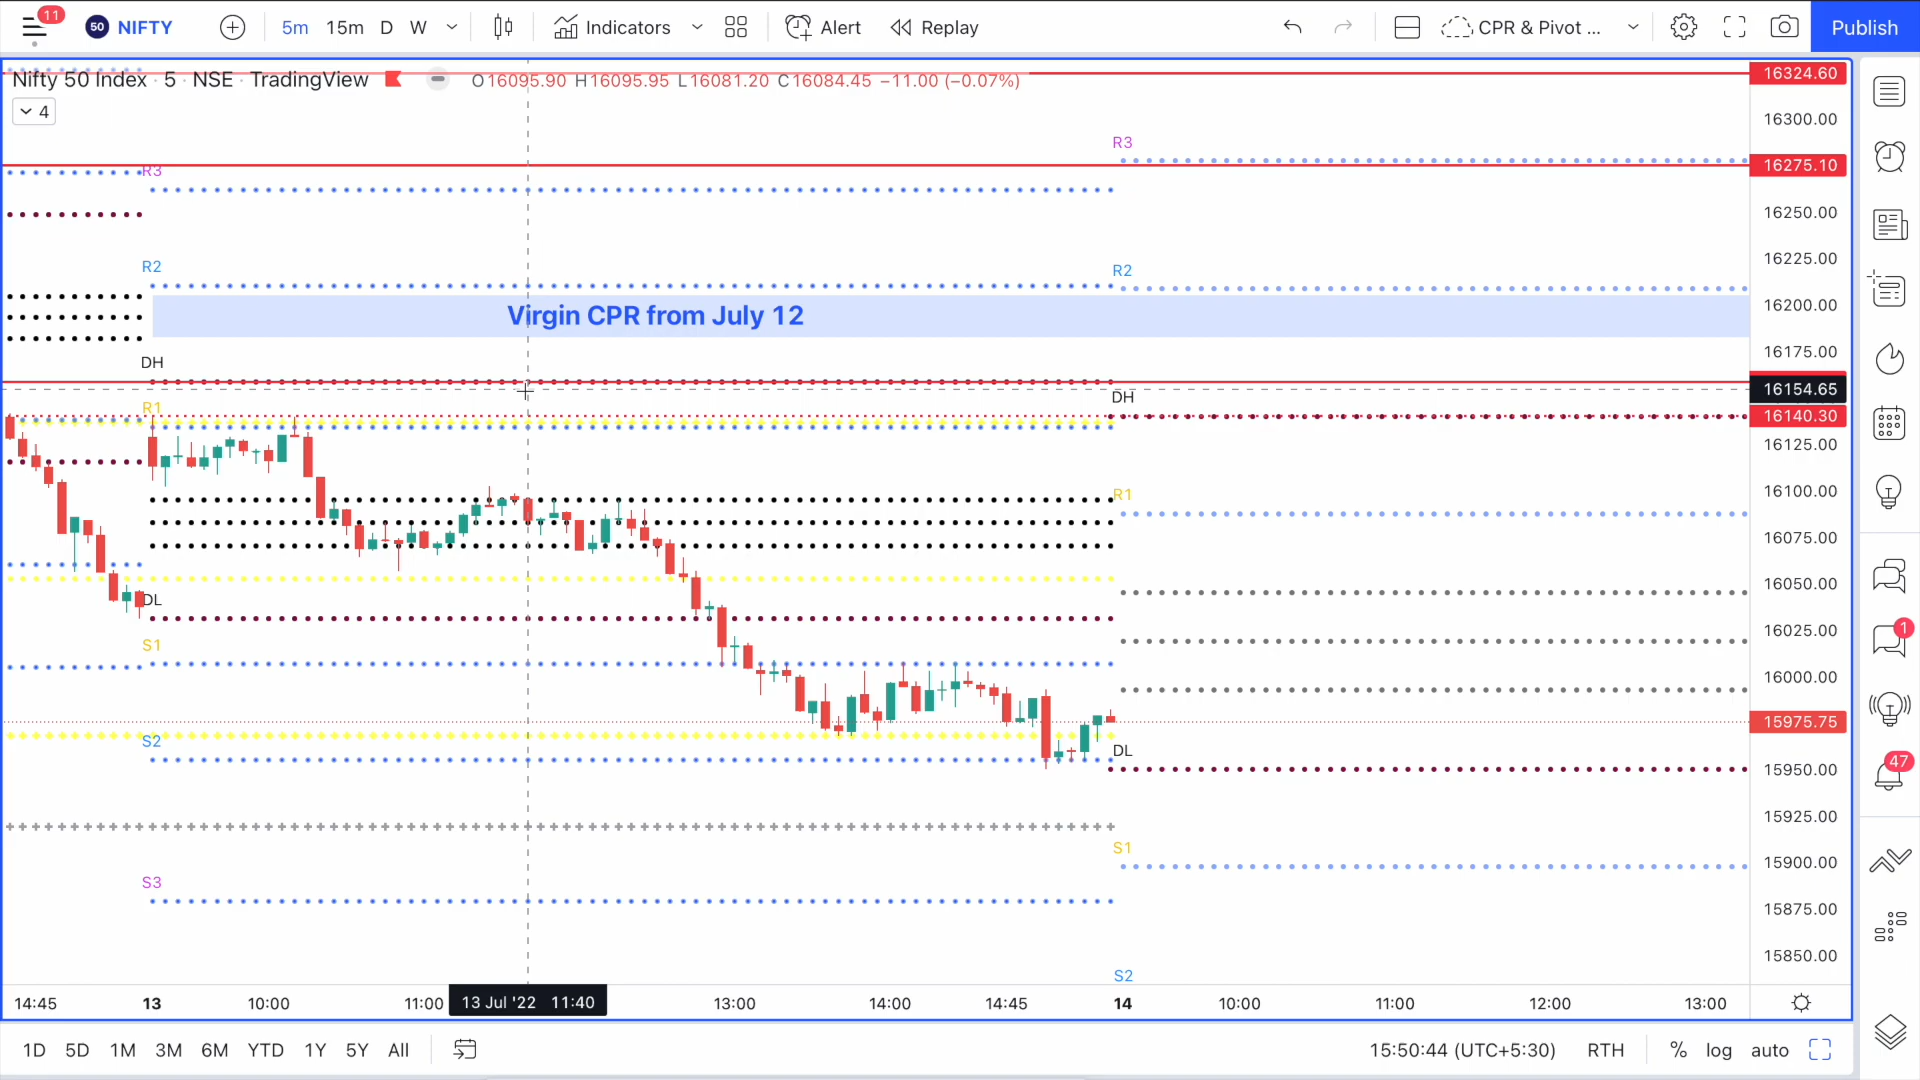 11
50 NIFTY 5m 15m D W Indicators Alert Replay CPR & Pivot ... Publish
Nifty 50 Index · 5 · NSE · TradingView O16095.90 H16095.95 L16081.20 C16084.45 −11.00 (−0.07%)
4
16324.60
16300.00
R3
16275.10
R3
16250.00
R2
R2
16225.00
Virgin CPR from July 12
16200.00
DH
16175.00
16154.65
DH
R1
16140.30
16125.00
R1
16100.00
16075.00
16050.00
DL
16025.00
S1
16000.00
15975.75
S2
DL
15950.00
15925.00
S1
15900.00
S3
15875.00
15850.00
S2
1
47
14:45 13 10:00 11:00 13 Jul '22 11:40 13:00 14:00 14:45 14 10:00 11:00 12:00 13:00
1D 5D 1M 3M 6M YTD 1Y 5Y All 15:50:44 (UTC+5:30) RTH % log auto